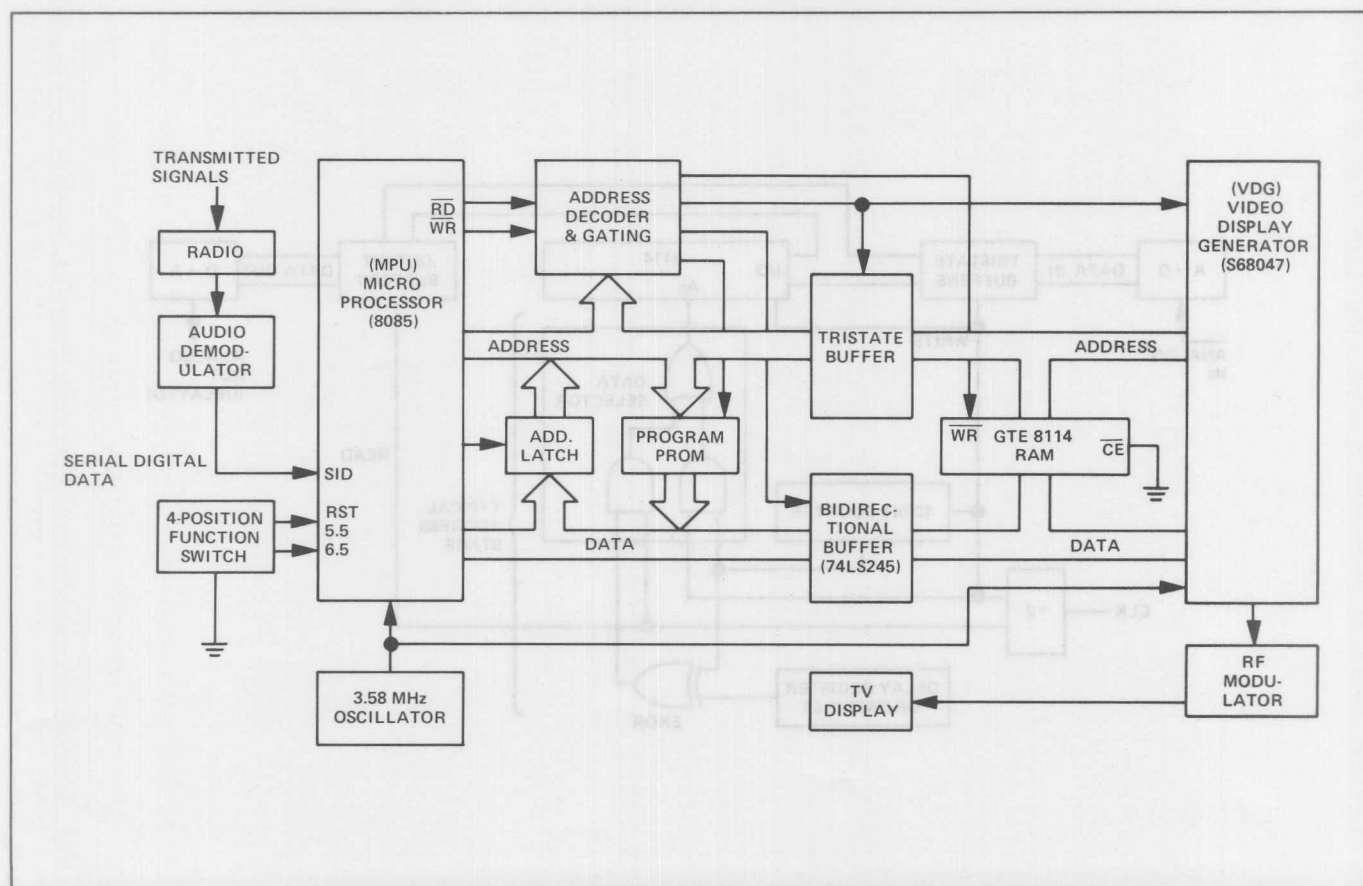 TRANSMITTED
SIGNALS
RADIO
AUDIO
DEMOD-
ULATOR
SERIAL DIGITAL
DATA
4-POSITION
FUNCTION
SWITCH
(MPU)
MICRO
PROCESSOR
(8085)
RD
WR
SID
RST
5.5
6.5
3.58 MHz
OSCILLATOR
ADDRESS
DECODER
& GATING
ADDRESS
ADD.
LATCH
PROGRAM
PROM
DATA
TRISTATE
BUFFER
BIDIREC-
TIONAL
BUFFER
(74LS245)
WR
GTE 8114
RAM
CE
ADDRESS
DATA
(VDG)
VIDEO
DISPLAY
GENERATOR
(S68047)
RF
MODU-
LATOR
TV
DISPLAY